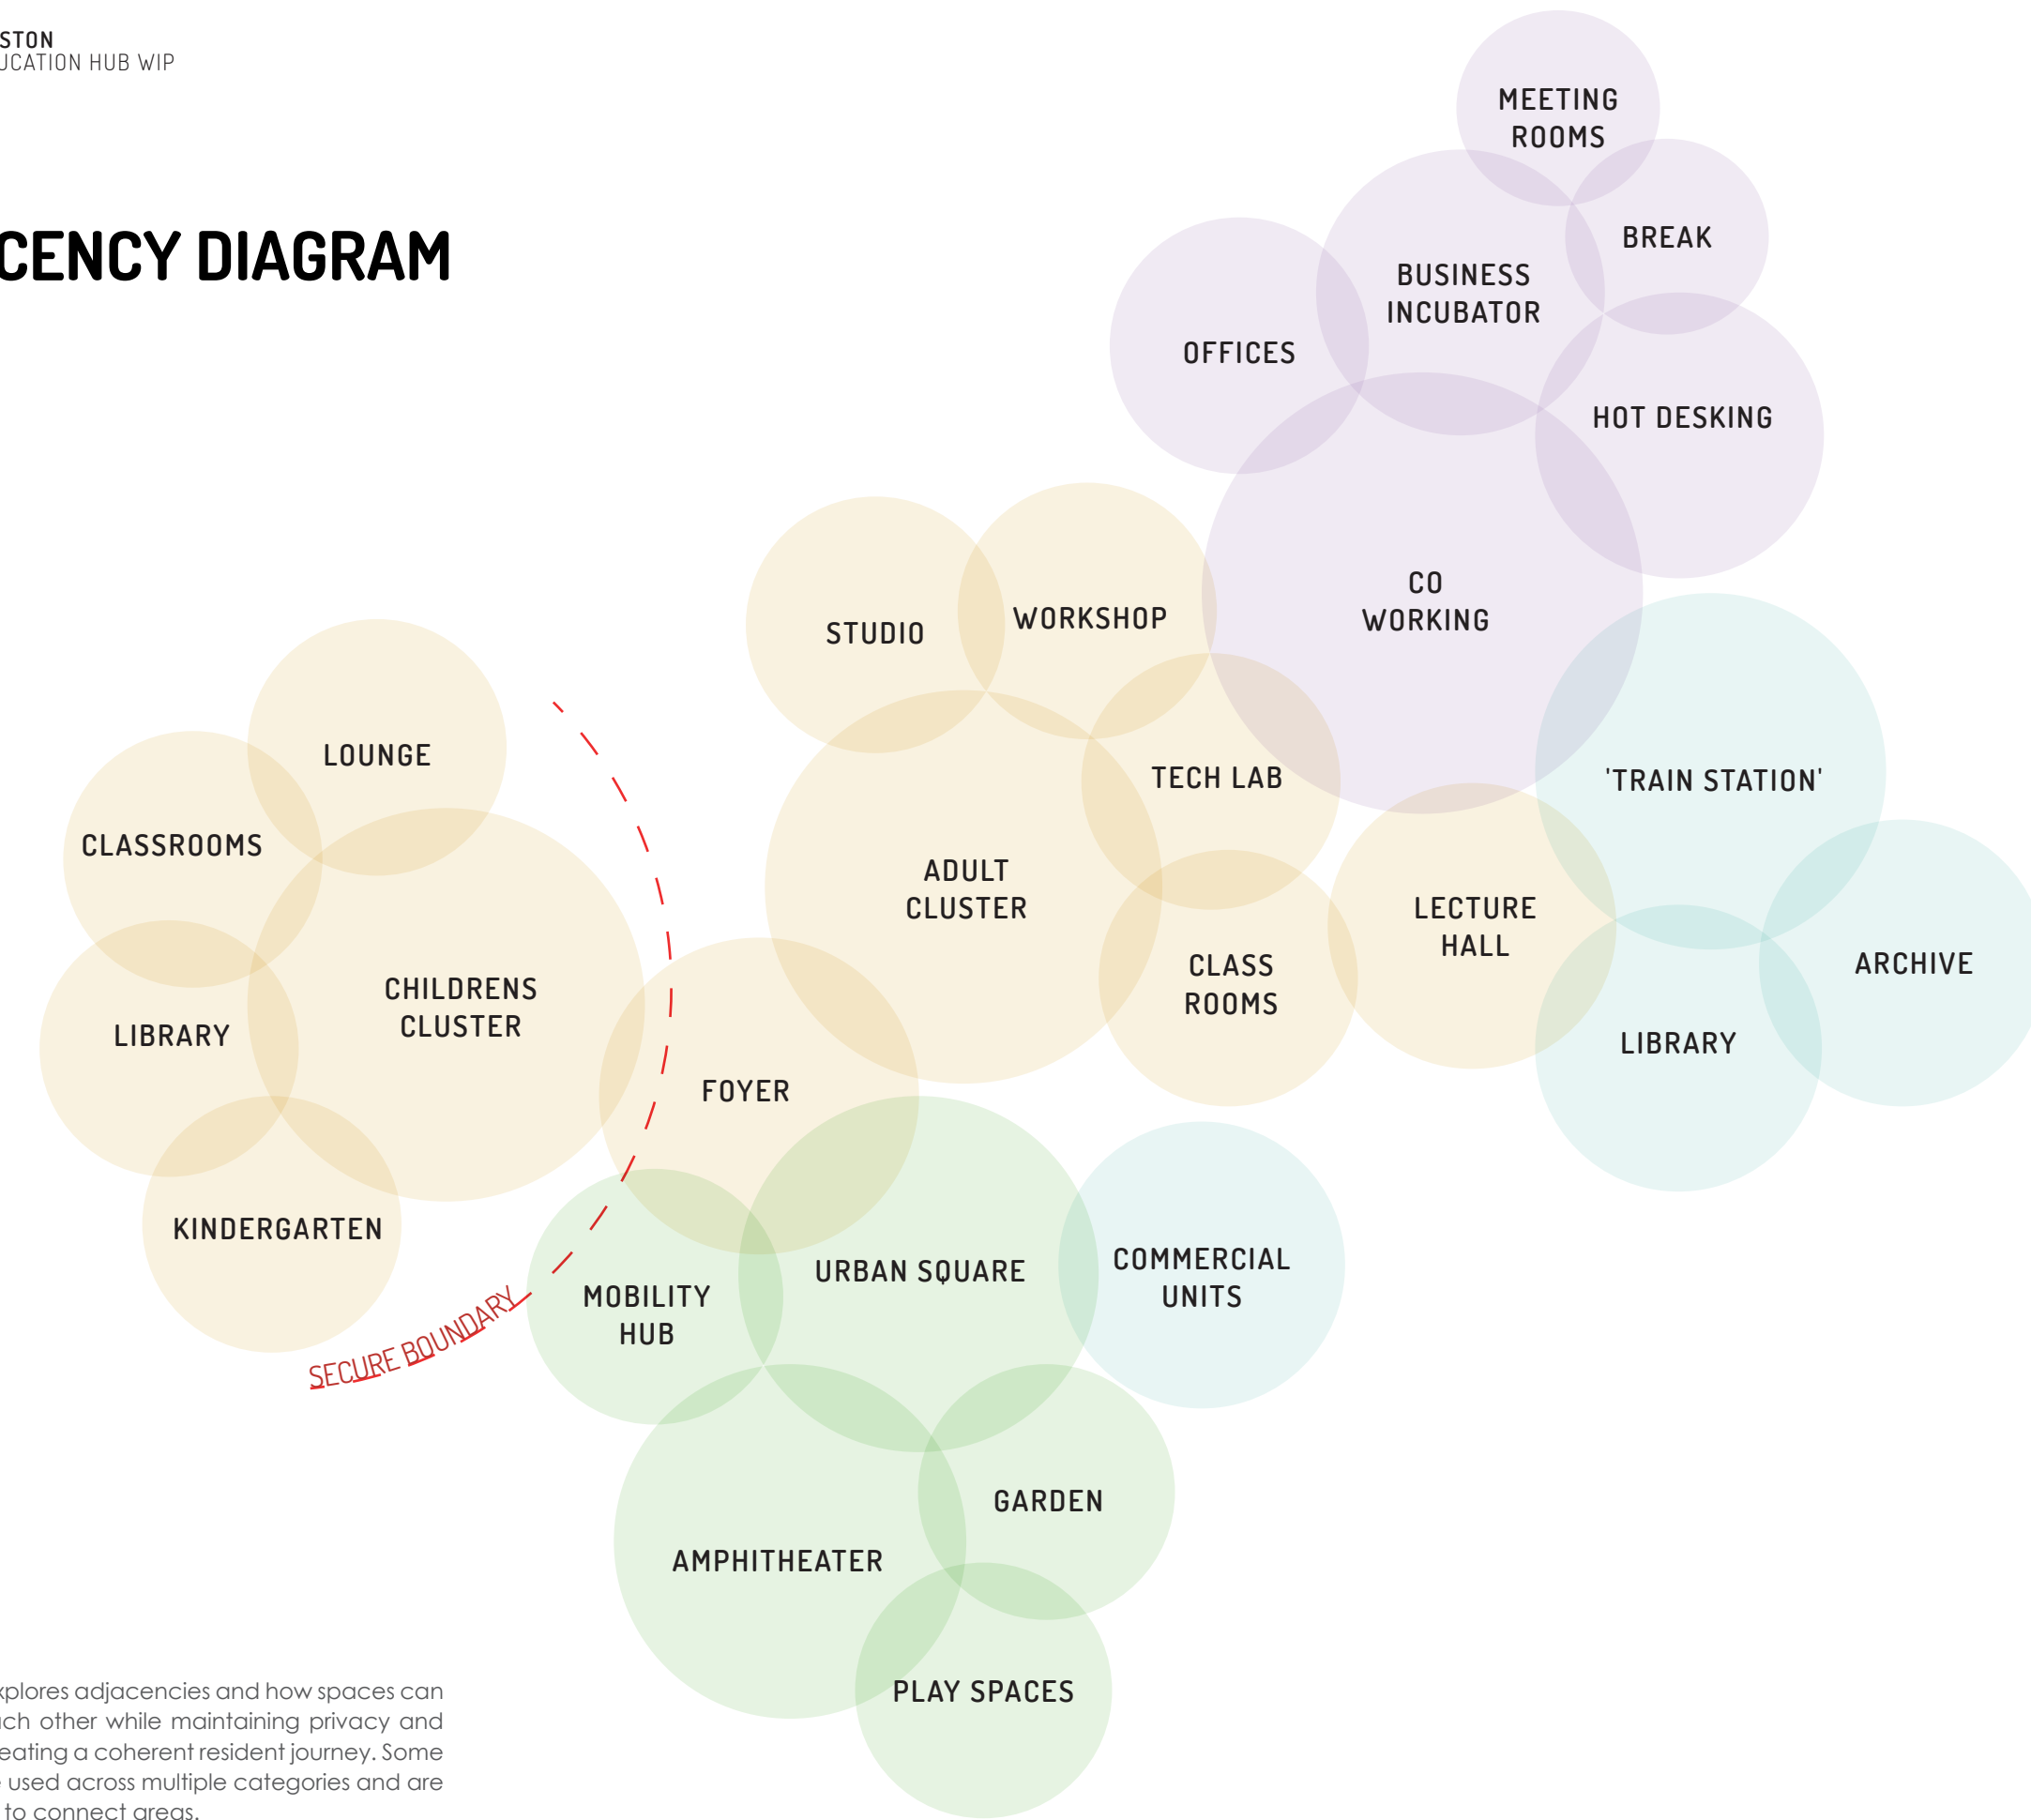 STON
UCATION HUB WIP
CENCY DIAGRAM
MEETING
ROOMS
BREAK
BUSINESS
INCUBATOR
OFFICES
HOT DESKING
CO
WORKING
STUDIO
WORKSHOP
TECH LAB
'TRAIN STATION'
LOUNGE
CLASSROOMS
ADULT
CLUSTER
LECTURE
HALL
CLASS
ROOMS
ARCHIVE
LIBRARY
CHILDRENS
CLUSTER
LIBRARY
FOYER
KINDERGARTEN
URBAN SQUARE
COMMERCIAL
UNITS
MOBILITY
HUB
SECURE BOUNDARY
GARDEN
AMPHITHEATER
PLAY SPACES
xplores adjacencies and how spaces can
ach other while maintaining privacy and
eating a coherent resident journey. Some
e used across multiple categories and are
to connect areas.